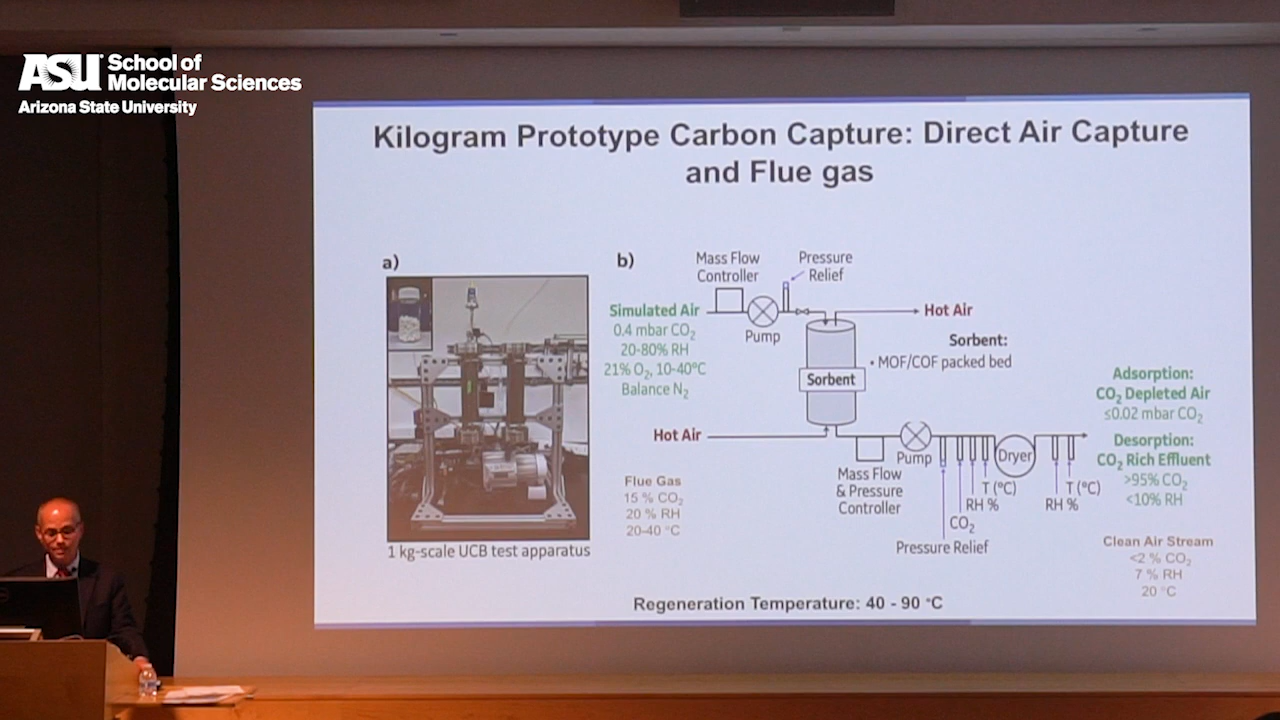 ASU School of
Molecular Sciences
Arizona State University
Kilogram Prototype Carbon Capture: Direct Air Capture
and Flue gas
a)
1 kg-scale UCB test apparatus
b)
Mass Flow
Controller
Pressure
Relief
Simulated Air
0.4 mbar CO₂
20-80% RH
21% O₂, 10-40°C
Balance N₂
Pump
Hot Air
Sorbent:
• MOF/COF packed bed
Sorbent
Hot Air
Mass Flow
& Pressure
Controller
Pump
Dryer
T (°C)
RH %
CO₂
Pressure Relief
T (°C)
RH %
Adsorption:
CO₂ Depleted Air
≤0.02 mbar CO₂
Desorption:
CO₂ Rich Effluent
>95% CO₂
<10% RH
Flue Gas
15 % CO₂
20 % RH
20-40 °C
Clean Air Stream
<2 % CO₂
7 % RH
20 °C
Regeneration Temperature: 40 - 90 °C